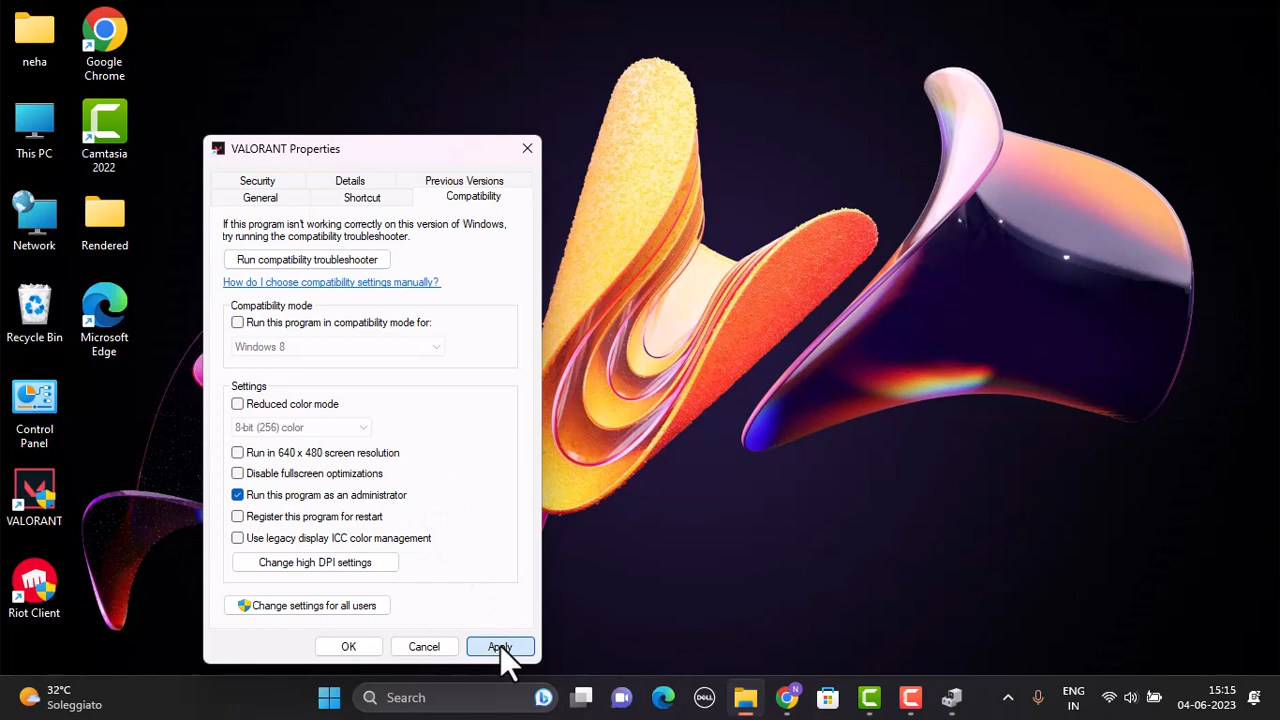 neha
Google
Chrome
This PC
Camtasia
2022
Network
Rendered
Recycle Bin
Microsoft
Edge
Control
Panel
VALORANT
Riot Client
VALORANT Properties
Security
Details
Previous Versions
General
Shortcut
Compatibility
If this program isn't working correctly on this version of Windows,
try running the compatibility troubleshooter.
Run compatibility troubleshooter
How do I choose compatibility settings manually?
Compatibility mode
Run this program in compatibility mode for:
Windows 8
Settings
Reduced color mode
8-bit (256) color
Run in 640 x 480 screen resolution
Disable fullscreen optimizations
Run this program as an administrator
Register this program for restart
Use legacy display ICC color management
Change high DPI settings
Change settings for all users
OK
Cancel
Apply
32°C
Soleggiato
Search
DELL
N
ENG
IN
15:15
04-06-2023